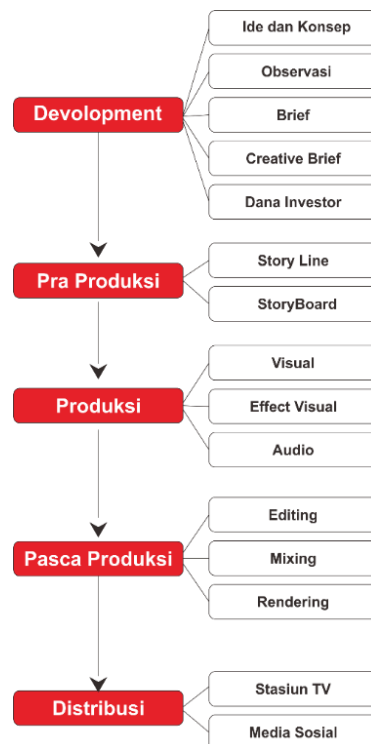 Ide dan Konsep
Observasi
Devolopment
Brief
Creative Brief
Dana Investor
Story Line
Pra Produksi
StoryBoard
Visual
Produksi
Effect Visual
Audio
Editing
Pasca Produksi
Mixing
Rendering
Stasiun TV
Distribusi
Media Sosial